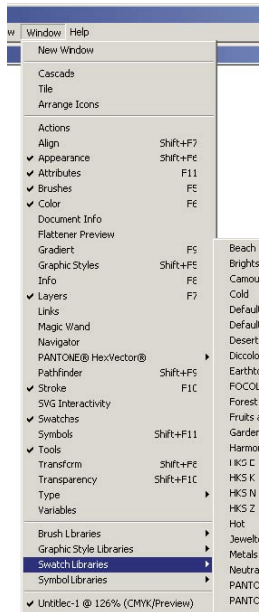 Window Help
New Window
Cascade
Tile
Arrange Icons
Actions
Align Shift+F7
Appearance Shift+F6
Attributes F11
Brushes F5
Color F6
Document Info
Flattener Preview
Gradient F9
Graphic Styles Shift+F5
Info F8
Layers F7
Links
Magic Wand
Navigator
PANTONE® HexVector®
Pathfinder Shift+F9
Stroke F10
SVG Interactivity
Swatches
Symbols Shift+F11
Tools
Transform Shift+F8
Transparency Shift+F10
Type
Variables
Brush Libraries
Graphic Style Libraries
Swatch Libraries
Symbol Libraries
Untitled-1 @ 126% (CMYK/Preview)
Beach
Brights
Camou
Cold
Default
Default
Desert
Diccolo
Earthto
FOCOL
Forest
Fruits
Garden
Harmon
HKS E
HKS K
HKS N
HKS Z
Hot
Jewelto
Metals
Neutra
PANTO
PANTO